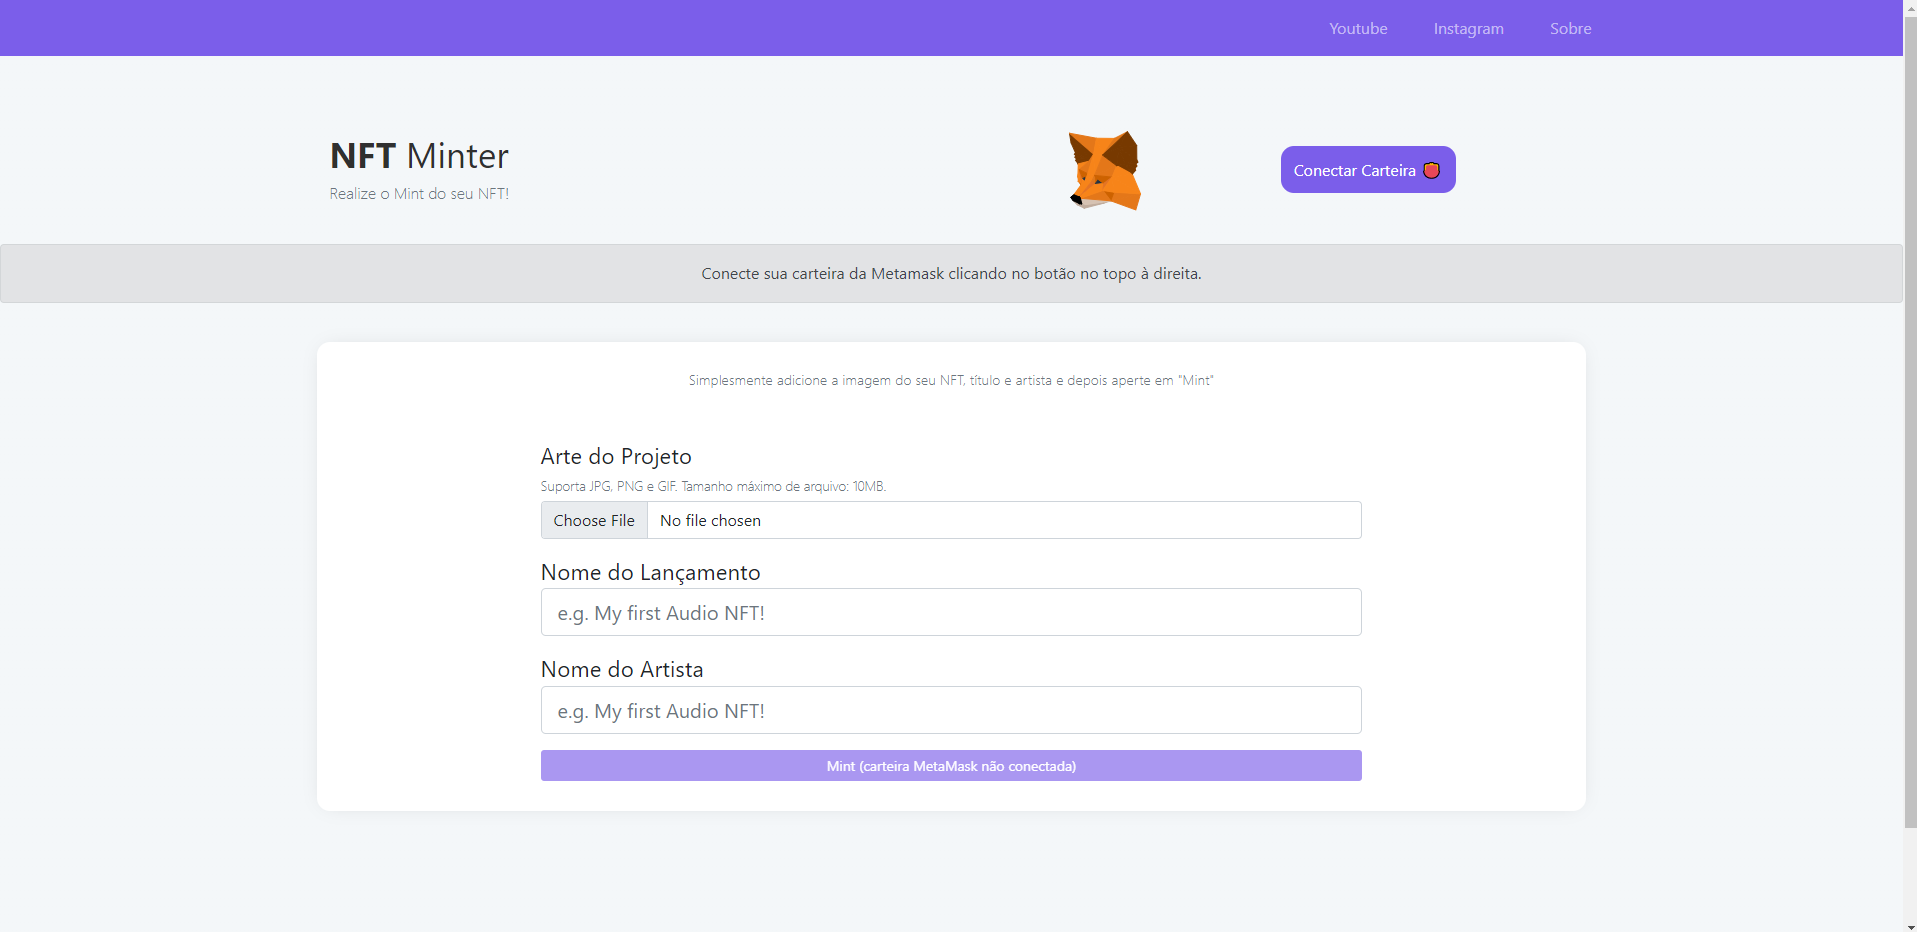 Youtube Instagram Sobre
NFT Minter
Realize o Mint do seu NFT!
Conectar Carteira
Conecte sua carteira da Metamask clicando no botão no topo à direita.
Simplesmente adicione a imagem do seu NFT, título e artista e depois aperte em "Mint"
Arte do Projeto
Suporta JPG, PNG e GIF. Tamanho máximo de arquivo: 10MB.
Choose File No file chosen
Nome do Lançamento
e.g. My first Audio NFT!
Nome do Artista
e.g. My first Audio NFT!
Mint (carteira MetaMask não conectada)